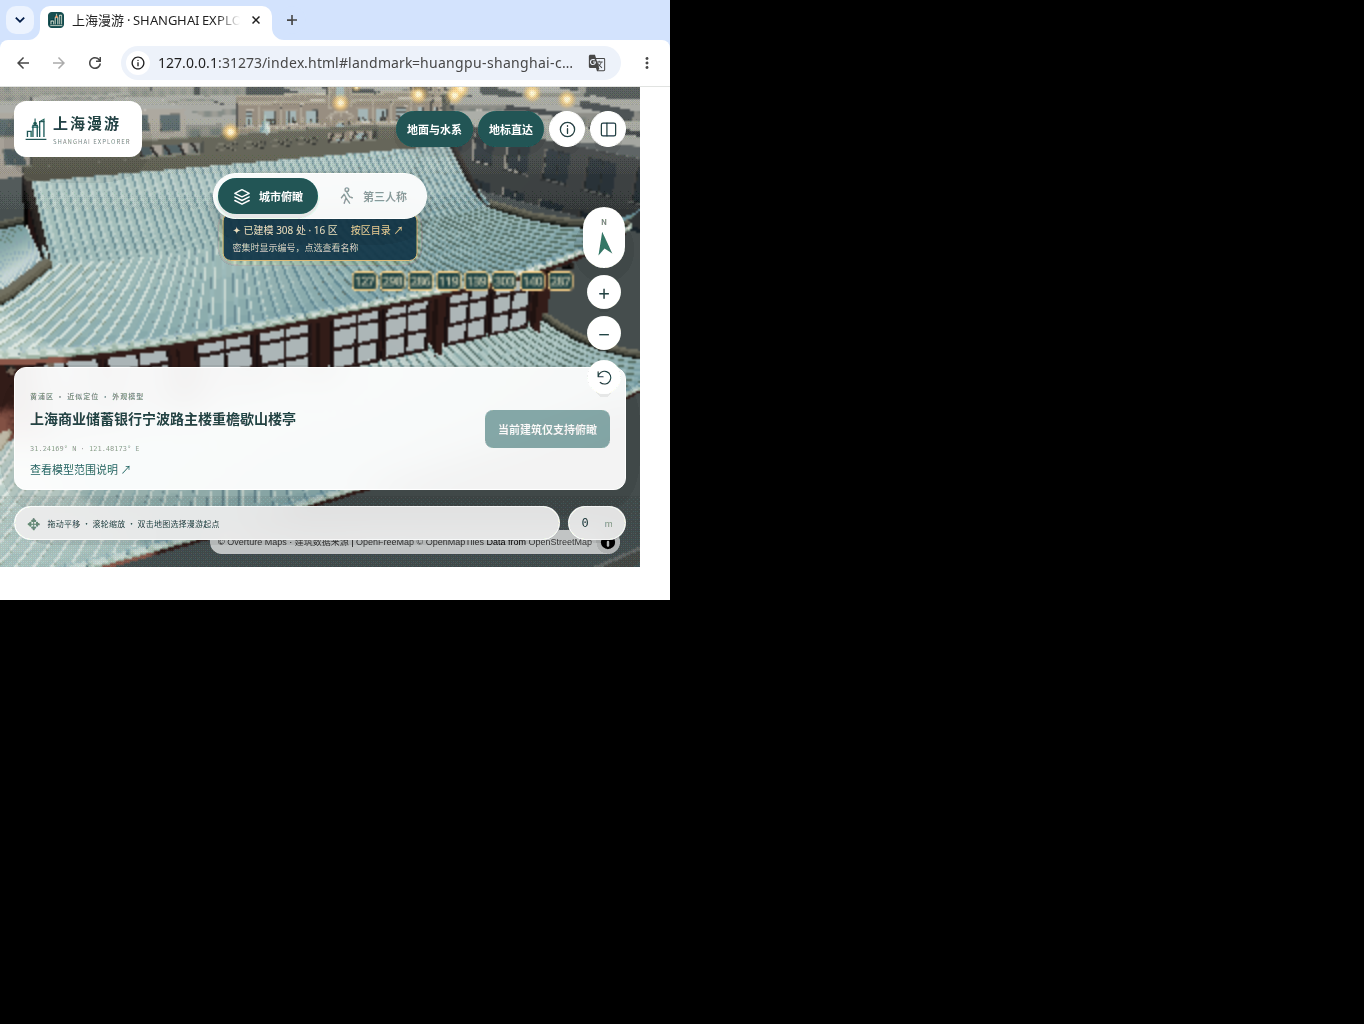 上海漫游 · SHANGHAI EXPLO
127.0.0.1:31273/index.html#landmark=huangpu-shanghai-c...
上海漫游
SHANGHAI EXPLORER
地面与水系
地标直达
城市俯瞰
第三人称
✦ 已建模 308 处 · 16 区 按区目录 ↗
密集时显示编号，点选查看名称
N
127 290 286 119 139 303 140 287
+
−
黄浦区 · 近似定位 · 外观模型
上海商业储蓄银行宁波路主楼重檐歇山楼亭
31.24169° N · 121.48173° E
查看模型范围说明 ↗
当前建筑仅支持俯瞰
拖动平移 · 滚轮缩放 · 双击地图选择漫游起点
0 m
© Overture Maps · 建筑数据来源 | OpenFreeMap © OpenMapTiles Data from OpenStreetMap